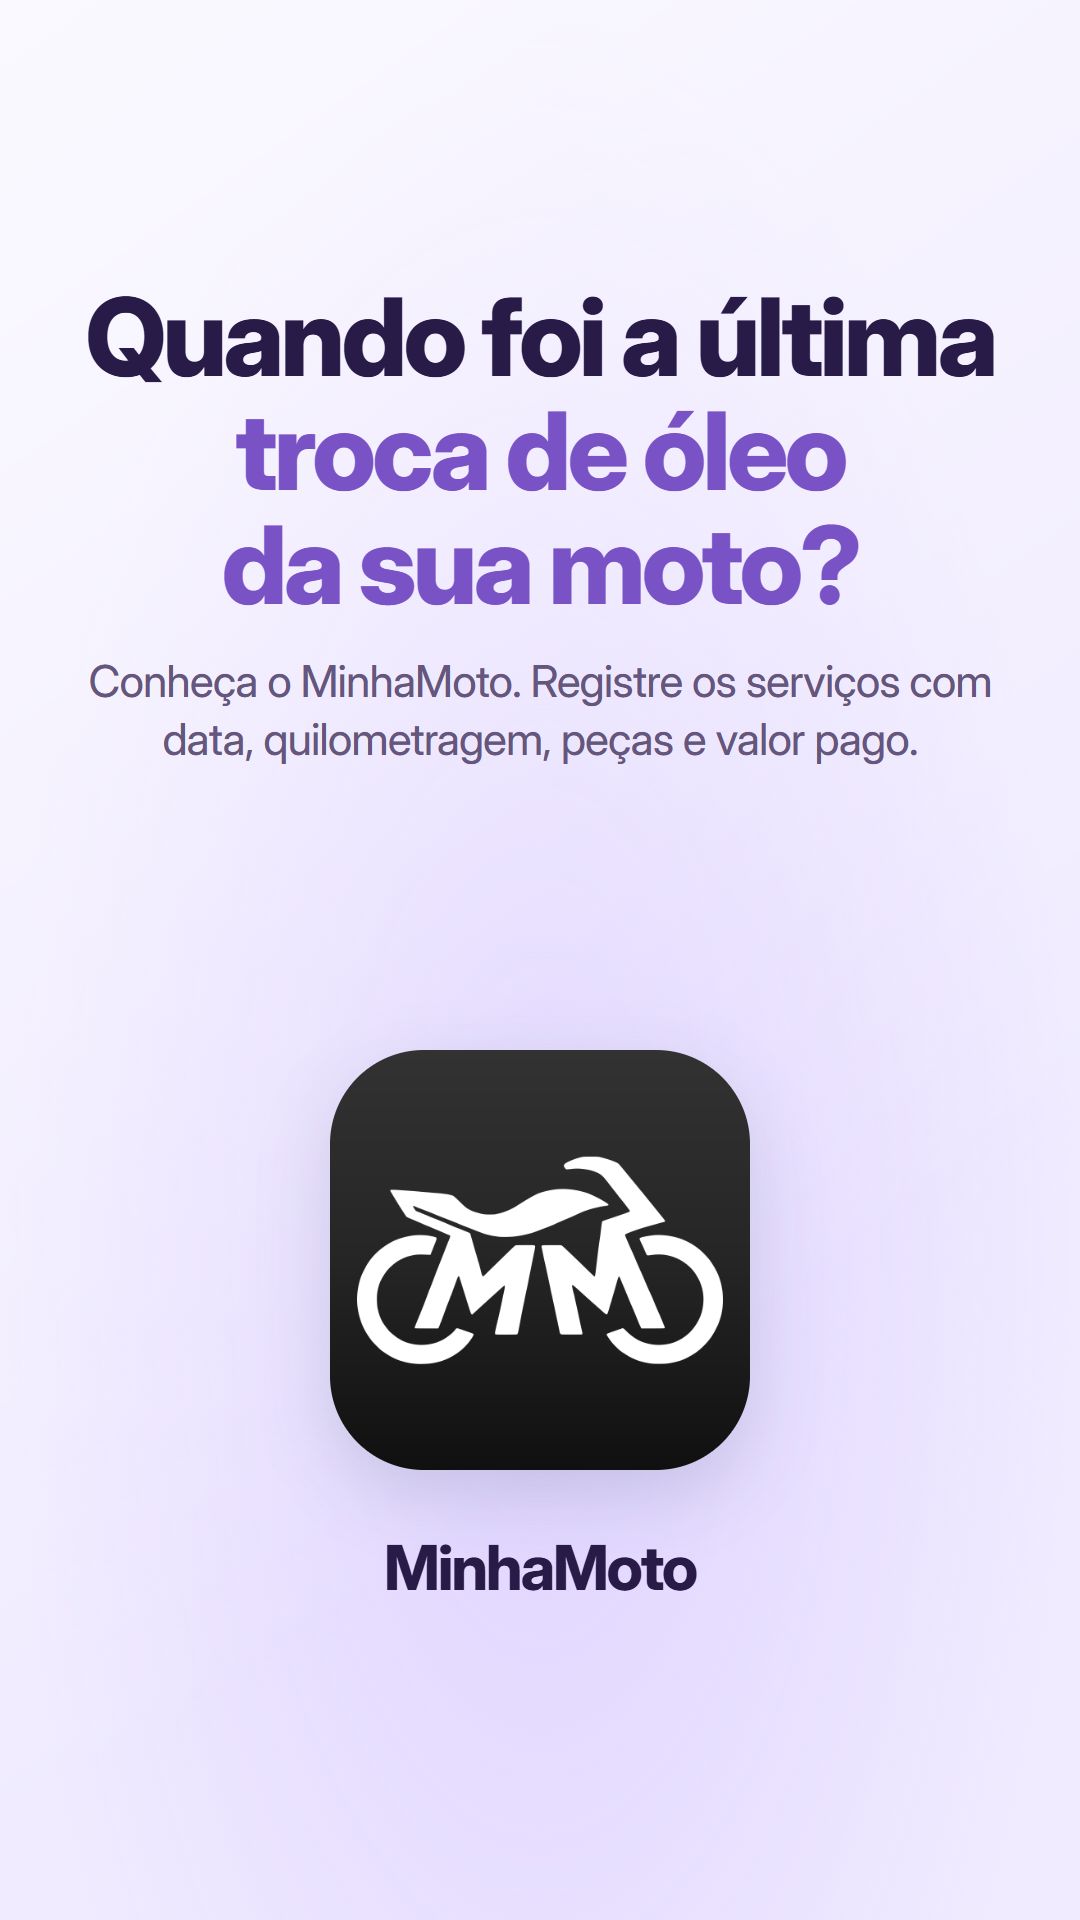 Quando foi a última
troca de óleo
da sua moto?
Conheça o MinhaMoto. Registre os serviços com
data, quilometragem, peças e valor pago.
MM
MinhaMoto